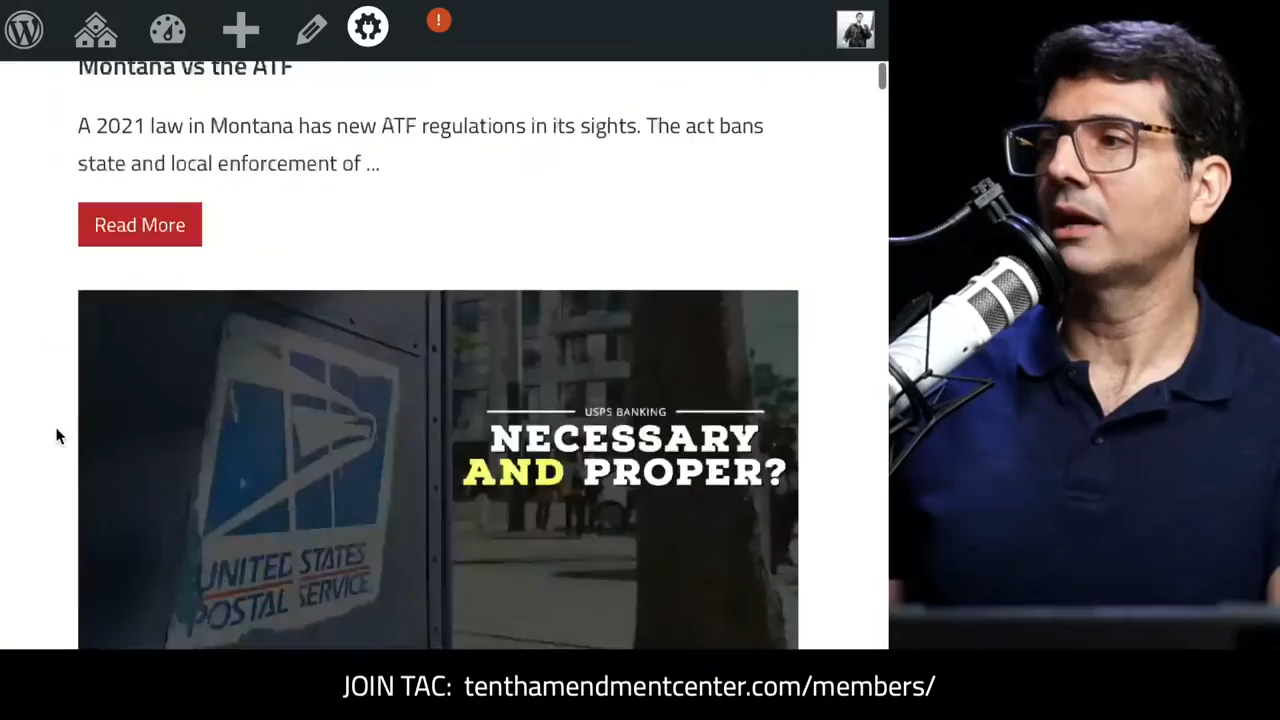 !
Montana vs the ATF
A 2021 law in Montana has new ATF regulations in its sights. The act bans
state and local enforcement of ...
Read More
USPS BANKING
NECESSARY
AND PROPER?
UNITED STATES
POSTAL SERVICE
JOIN TAC: tenthamendmentcenter.com/members/